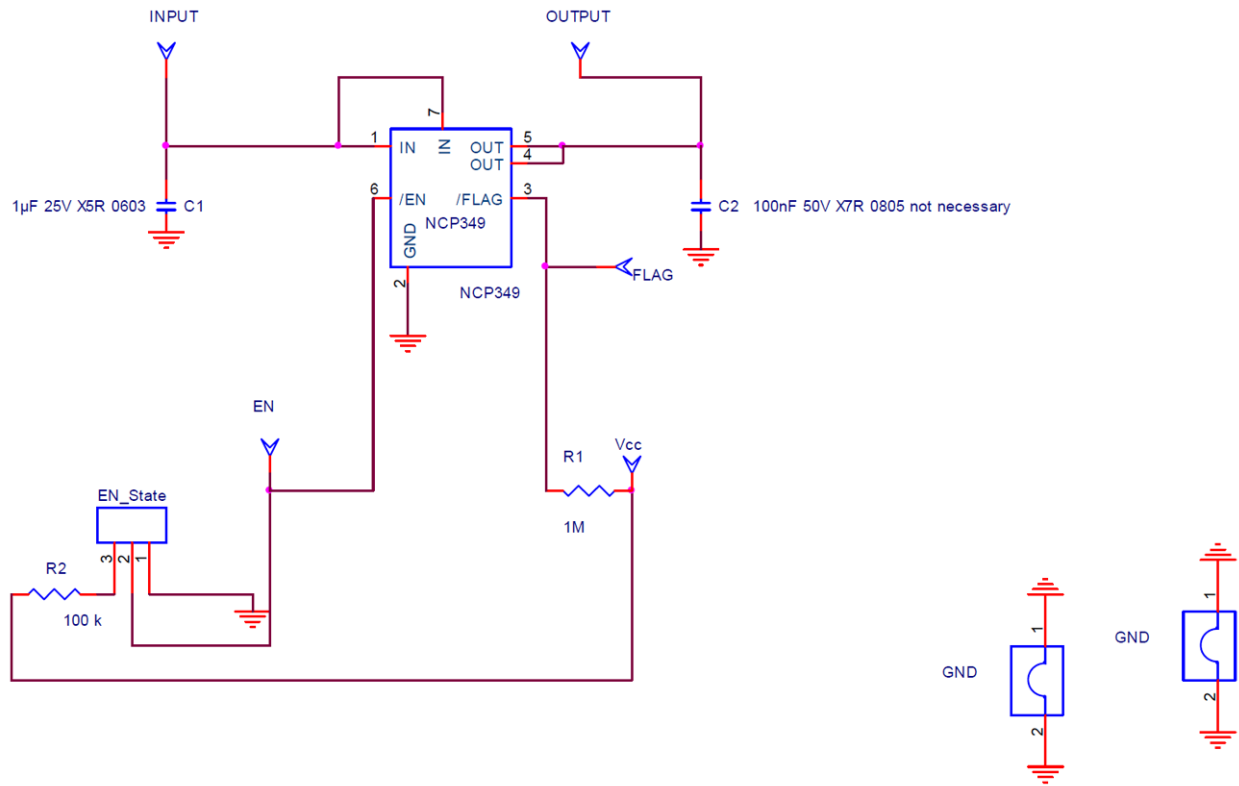 INPUT
OUTPUT
7
1
IN
IN
OUT
5
OUT
4
6
/EN
/FLAG
3
1µF 25V X5R 0603
C1
C2
100nF 50V X7R 0805 not necessary
NCP349
GND
2
FLAG
NCP349
EN
Vcc
R1
EN_State
1M
3
2
1
R2
100 k
1
GND
2
1
GND
2